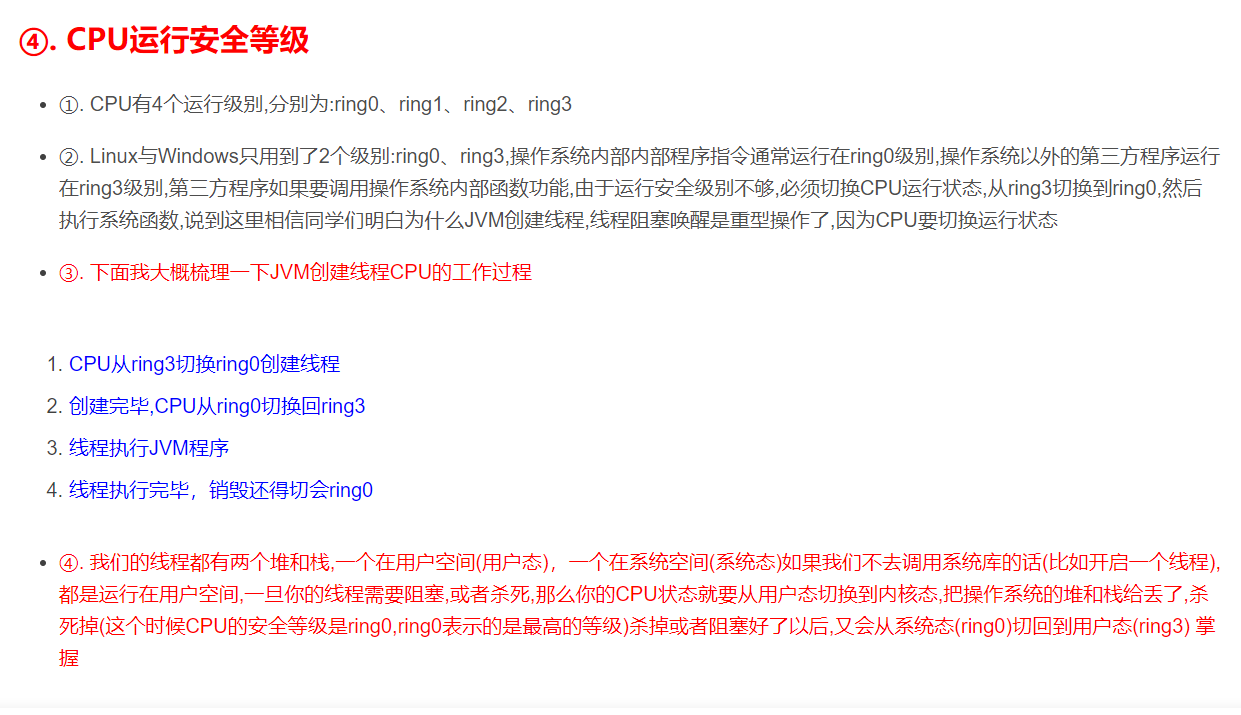 ④. CPU运行安全等级
①. CPU有4个运行级别,分别为:ring0、ring1、ring2、ring3
②. Linux与Windows只用到了2个级别:ring0、ring3,操作系统内部内部程序指令通常运行在ring0级别,操作系统以外的第三方程序运行
在ring3级别,第三方程序如果要调用操作系统内部函数功能,由于运行安全级别不够,必须切换CPU运行状态,从ring3切换到ring0,然后
执行系统函数,说到这里相信同学们明白为什么JVM创建线程,线程阻塞唤醒是重型操作了,因为CPU要切换运行状态
③. 下面我大概梳理一下JVM创建线程CPU的工作过程
1. CPU从ring3切换ring0创建线程
2. 创建完毕,CPU从ring0切换回ring3
3. 线程执行JVM程序
4. 线程执行完毕，销毁还得切会ring0
④. 我们的线程都有两个堆和栈,一个在用户空间(用户态)，一个在系统空间(系统态)如果我们不去调用系统库的话(比如开启一个线程),
都是运行在用户空间,一旦你的线程需要阻塞,或者杀死,那么你的CPU状态就要从用户态切换到内核态,把操作系统的堆和栈给丢了,杀
死掉(这个时候CPU的安全等级是ring0,ring0表示的是最高的等级)杀掉或者阻塞好了以后,又会从系统态(ring0)切回到用户态(ring3) 掌
握